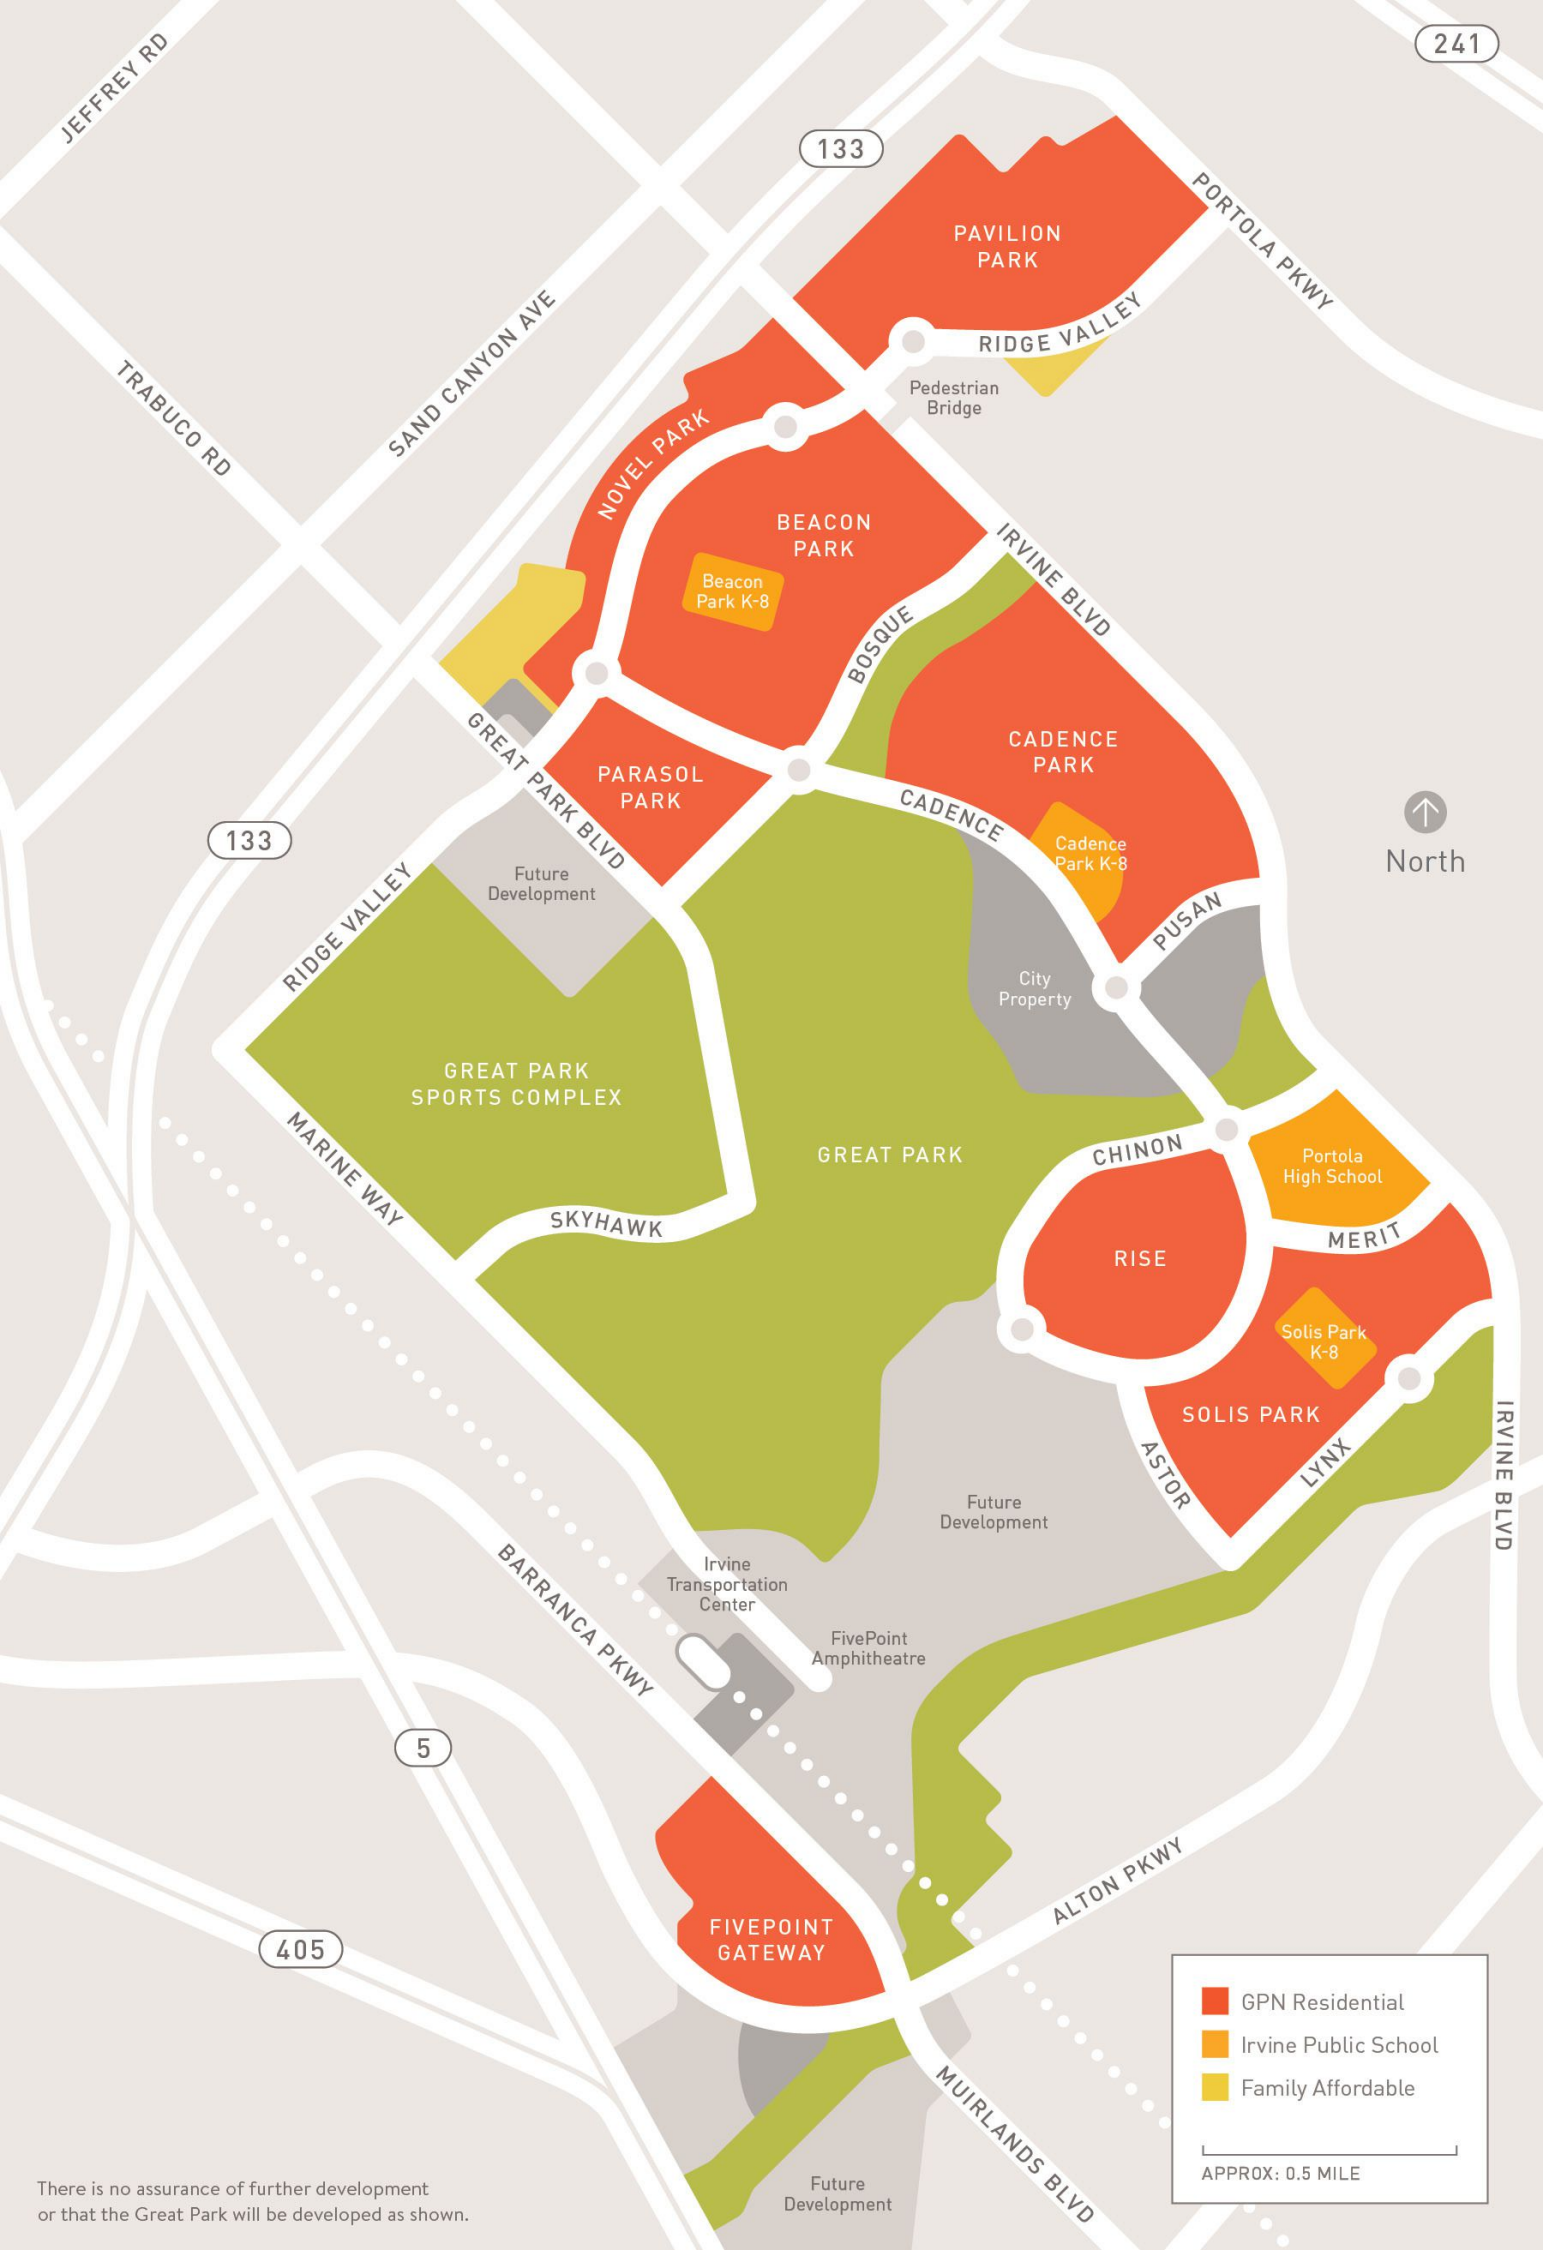 241
JEFFREY RD
133
PORTOLA PKWY
PAVILION
PARK
RIDGE VALLEY
SAND CANYON AVE
TRABUCO RD
Pedestrian
Bridge
NOVEL PARK
BEACON
PARK
Beacon
Park K-8
IRVINE BLVD
BOSQUE
GREAT PARK BLVD
PARASOL
PARK
CADENCE
PARK
CADENCE
Cadence
Park K-8
North
133
Future
Development
RIDGE VALLEY
PUSAN
City
Property
GREAT PARK
SPORTS COMPLEX
MARINE WAY
GREAT PARK
CHINON
Portola
High School
SKYHAWK
MERIT
RISE
Solis Park
K-8
SOLIS PARK
LYNX
ASTOR
IRVINE BLVD
Future
Development
BARRANCA PKWY
Irvine
Transportation
Center
FivePoint
Amphitheatre
5
ALTON PKWY
FIVEPOINT
GATEWAY
405
MUIRLANDS BLVD
GPN Residential
Irvine Public School
Family Affordable
APPROX: 0.5 MILE
Future
Development
There is no assurance of further development
or that the Great Park will be developed as shown.